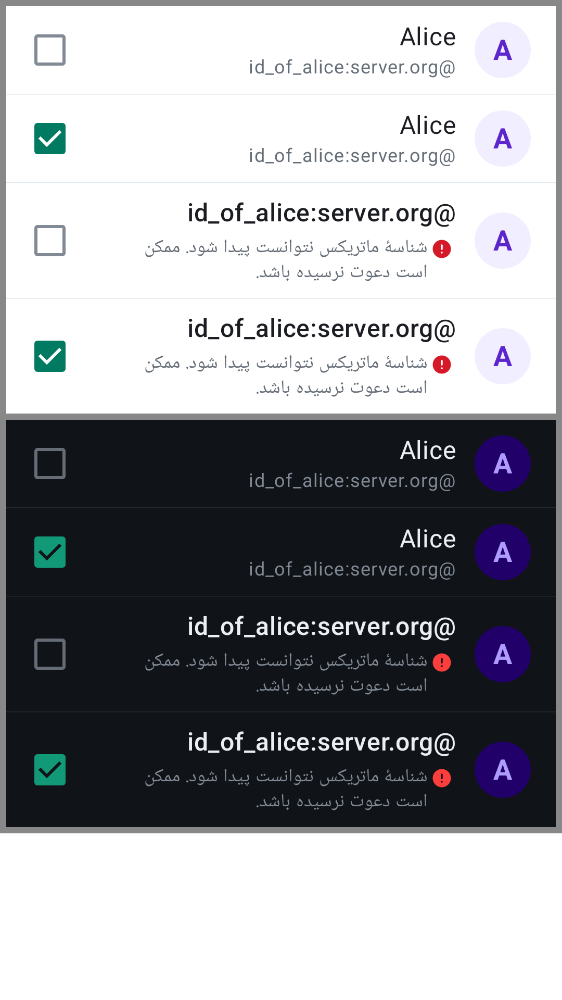 Alice
A
id_of_alice:server.org@
Alice
A
id_of_alice:server.org@
id_of_alice:server.org@
A
شناسهٔ ماتریکس نتوانست پیدا شود. ممکن
است دعوت نرسیده باشد.
id_of_alice:server.org@
A
شناسهٔ ماتریکس نتوانست پیدا شود. ممکن
است دعوت نرسیده باشد.
Alice
A
id_of_alice:server.org@
Alice
A
id_of_alice:server.org@
id_of_alice:server.org@
A
شناسهٔ ماتریکس نتوانست پیدا شود. ممکن
است دعوت نرسیده باشد.
id_of_alice:server.org@
A
شناسهٔ ماتریکس نتوانست پیدا شود. ممکن
است دعوت نرسیده باشد.